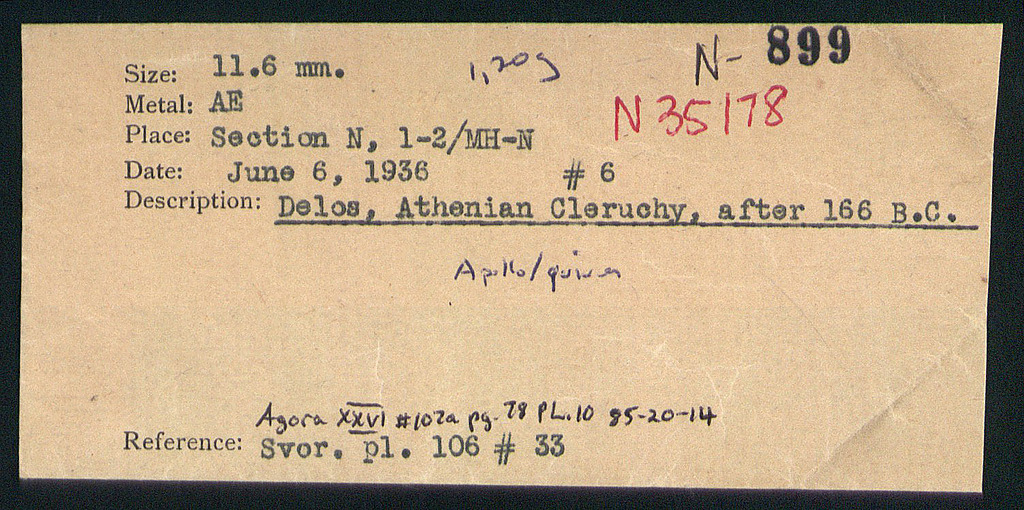 N- 899
Size: 11.6 mm. 1,20g
N 35178
Metal: AE
Place: Section N, 1-2/MH-N
Date: June 6, 1936 # 6
Description: Delos, Athenian Cleruchy, after 166 B.C.
Apollo/quiver
Agora XXVI #102a pg. 78 PL.10 85-20-14
Reference: Svor. pl. 106 # 33